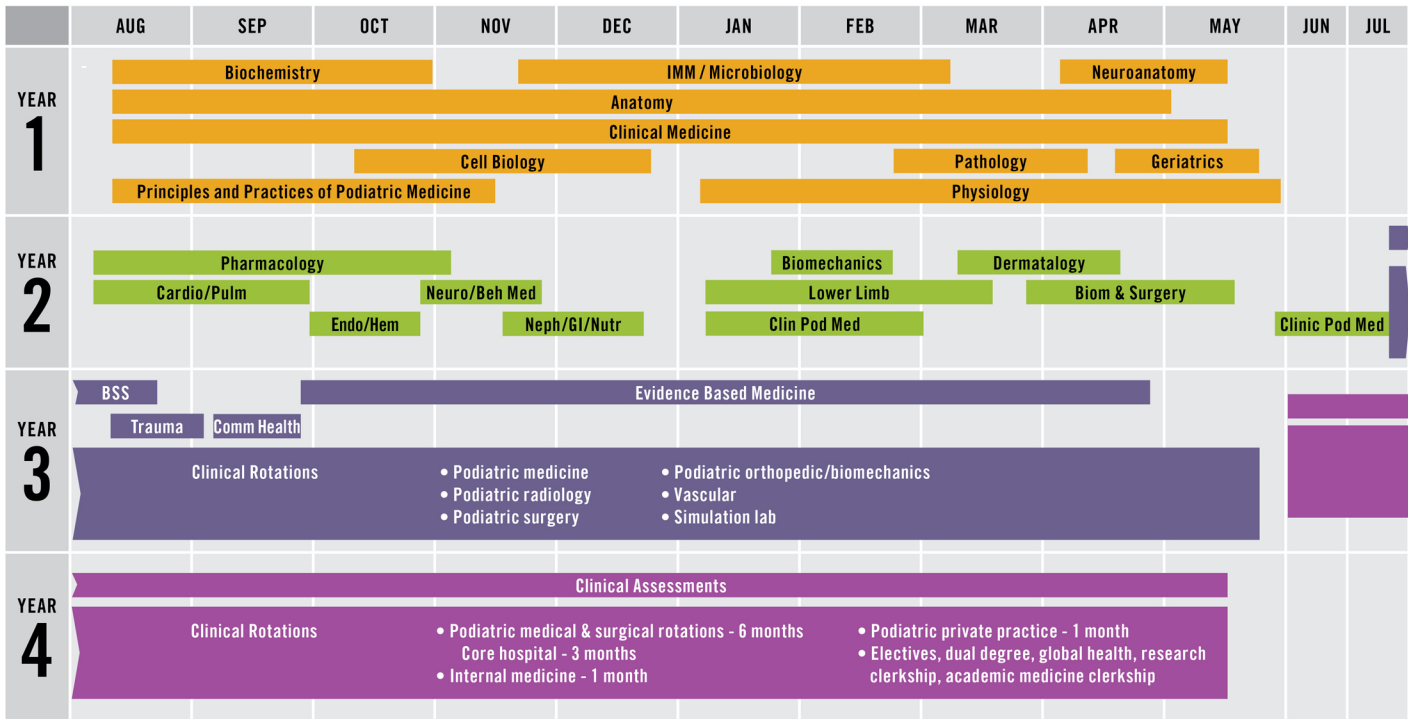 AUG SEP OCT NOV DEC JAN FEB MAR APR MAY JUN JUL
YEAR
1
Biochemistry IMM / Microbiology Neuroanatomy
Anatomy
Clinical Medicine
Cell Biology Pathology Geriatrics
Principles and Practices of Podiatric Medicine Physiology
YEAR
2
Pharmacology Biomechanics Dermatalogy
Cardio/Pulm Neuro/Beh Med Lower Limb Biom & Surgery
Endo/Hem Neph/GI/Nutr Clin Pod Med Clinic Pod Med
YEAR
3
BSS Evidence Based Medicine
Trauma Comm Health
Clinical Rotations
• Podiatric medicine
• Podiatric radiology
• Podiatric surgery
• Podiatric orthopedic/biomechanics
• Vascular
• Simulation lab
YEAR
4
Clinical Assessments
Clinical Rotations
• Podiatric medical & surgical rotations - 6 months
Core hospital - 3 months
• Internal medicine - 1 month
• Podiatric private practice - 1 month
• Electives, dual degree, global health, research
clerkship, academic medicine clerkship